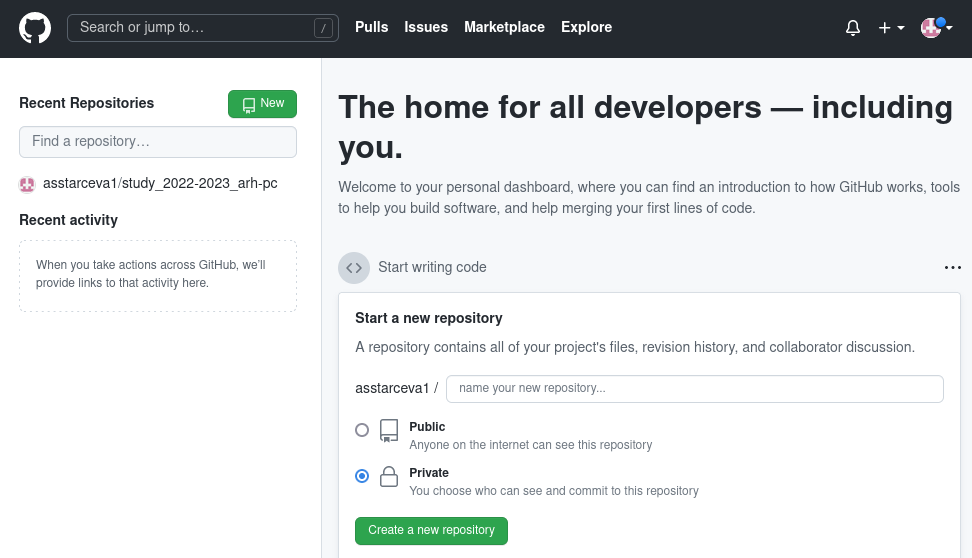 Search or jump to… /
Pulls
Issues
Marketplace
Explore
Recent Repositories
New
Find a repository…
asstarceva1/study_2022-2023_arh-pc
Recent activity
When you take actions across GitHub, we'll
provide links to that activity here.
The home for all developers — including
you.
Welcome to your personal dashboard, where you can find an introduction to how GitHub works, tools
to help you build software, and help merging your first lines of code.
Start writing code
Start a new repository
A repository contains all of your project's files, revision history, and collaborator discussion.
asstarceva1 / name your new repository...
Public
Anyone on the internet can see this repository
Private
You choose who can see and commit to this repository
Create a new repository